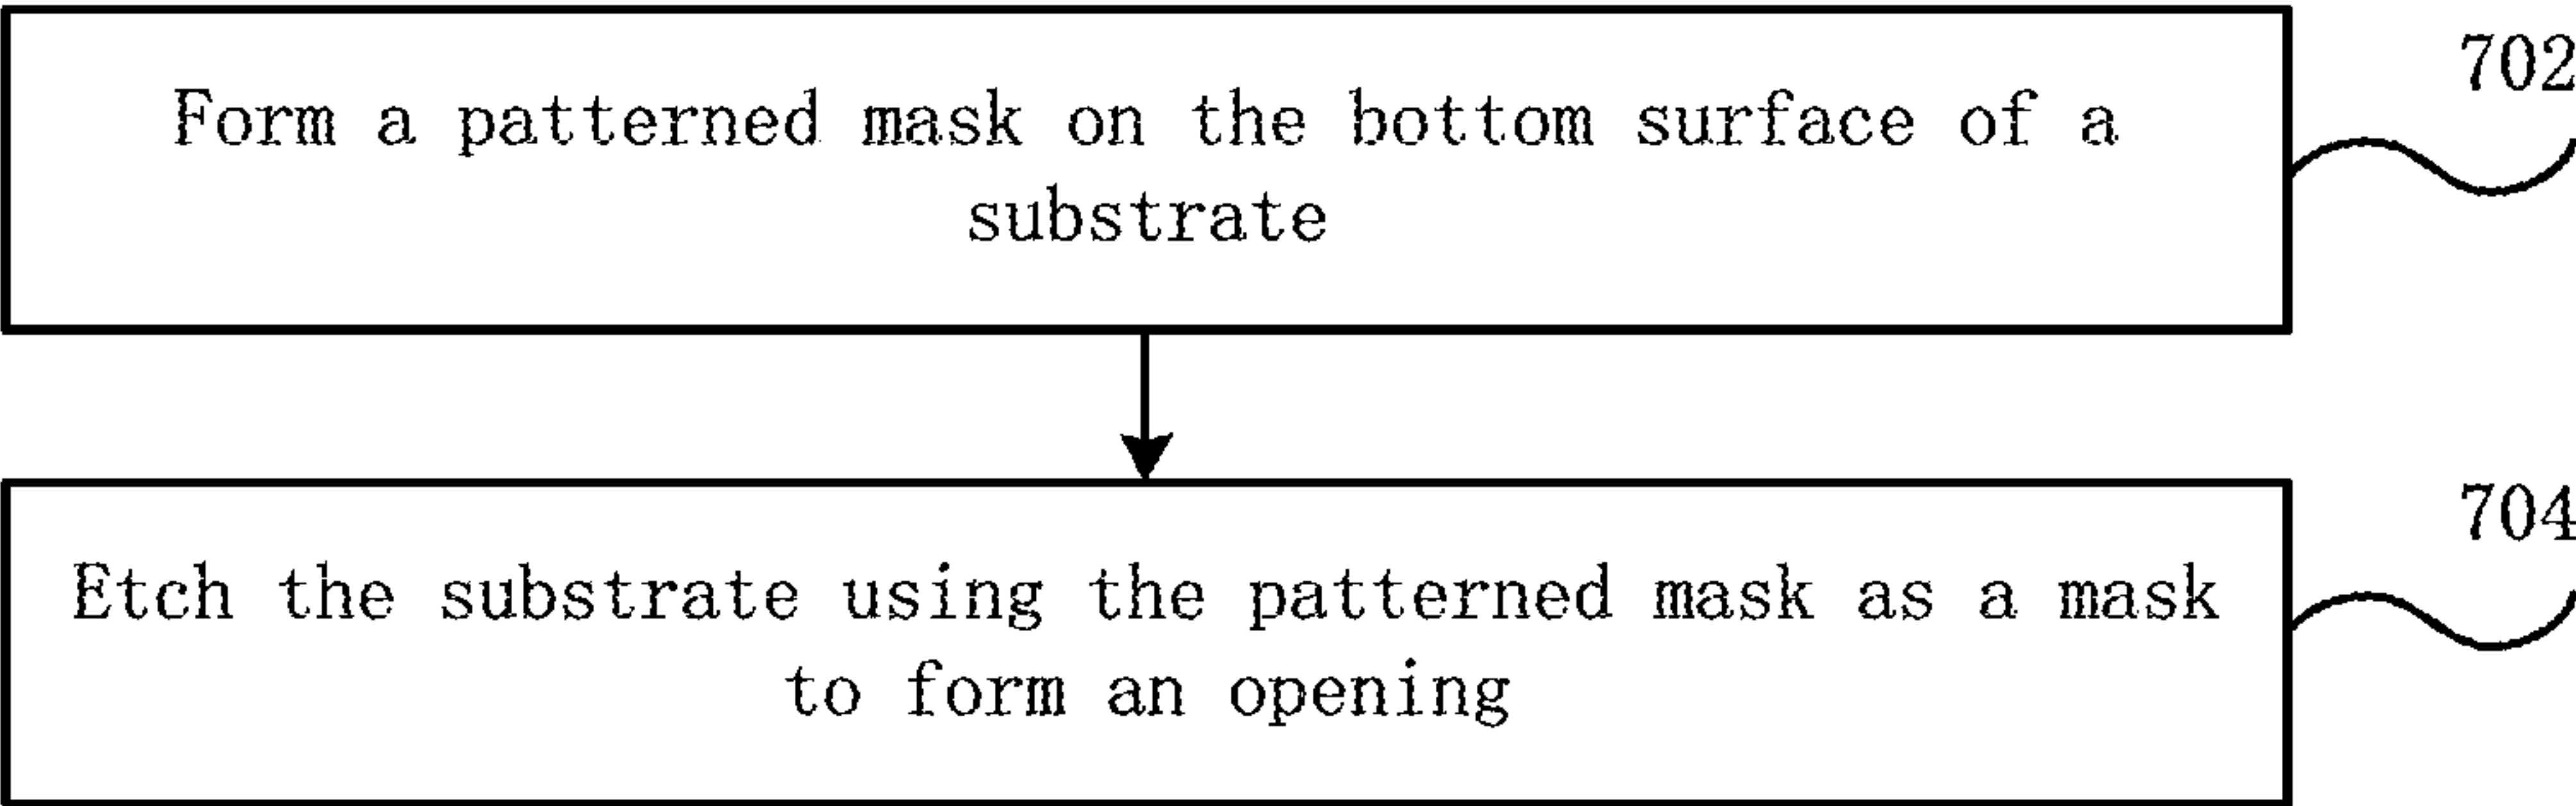 702
Form a patterned mask on the bottom surface of a
substrate
704
Etch the substrate using the patterned mask as a mask
to form an opening